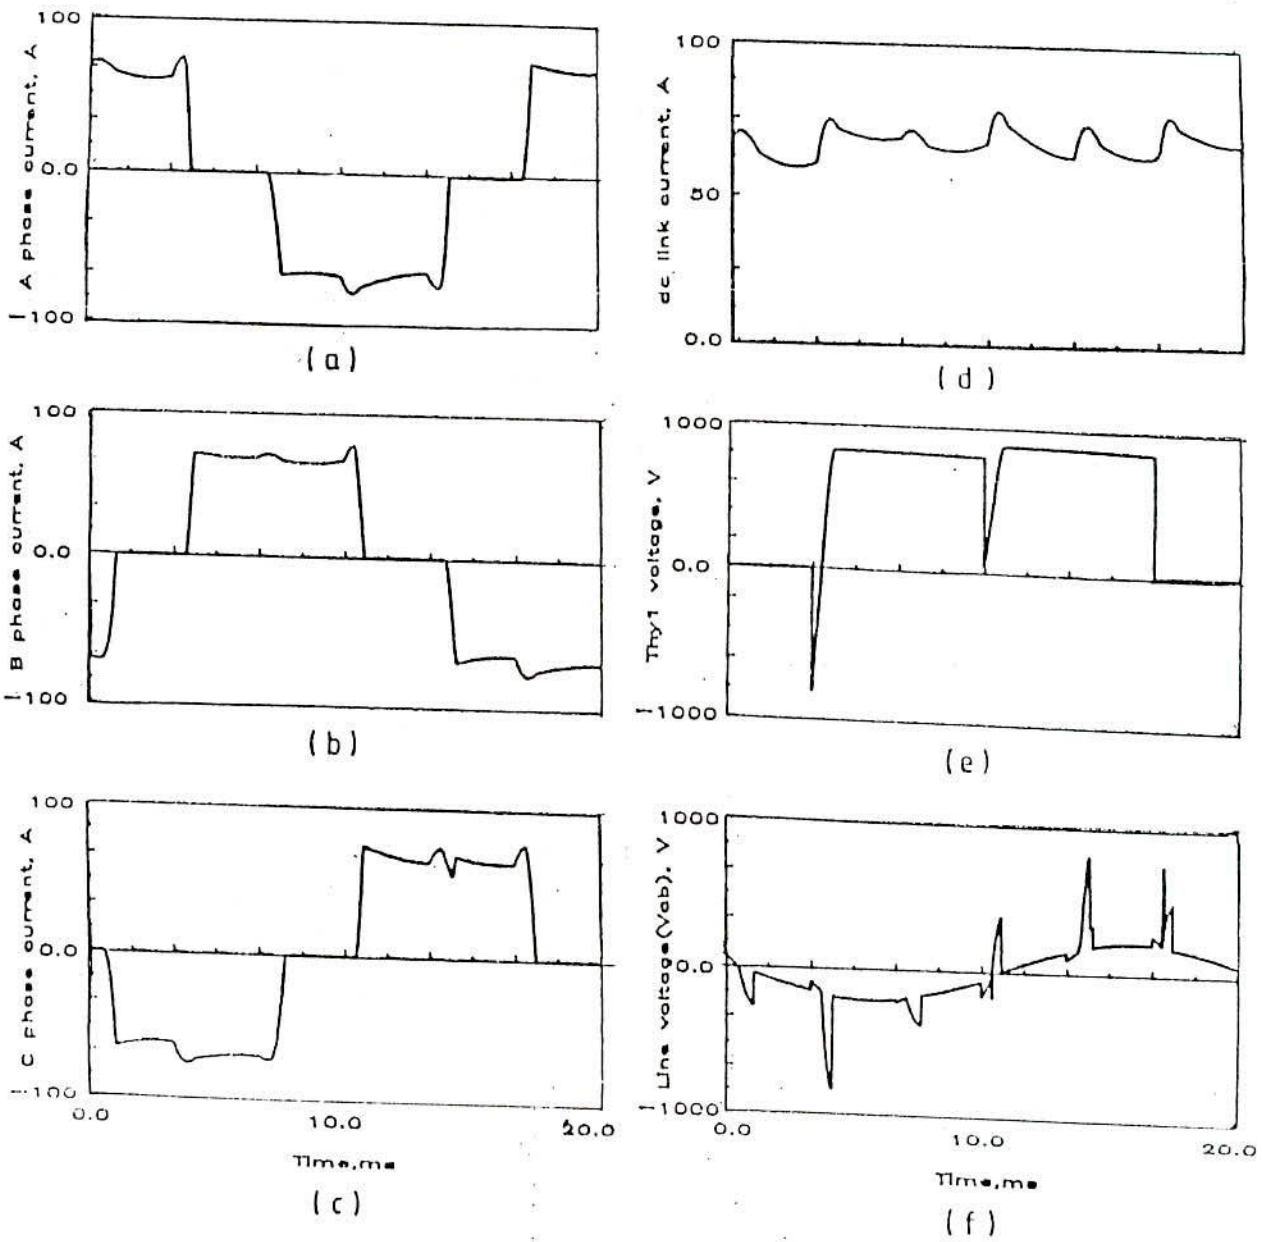 100
A phase current, A
0.0
-100
(a)
100
B phase current, A
0.0
-100
(b)
100
C phase current, A
0.0
-100
0.0
10.0
20.0
Time,ms
(c)
100
dc link current, A
50
0.0
(d)
1000
Thy1 voltage, V
0.0
-1000
(e)
1000
Line voltage(Vab), V
0.0
-1000
0.0
10.0
20.0
Time,ms
(f)